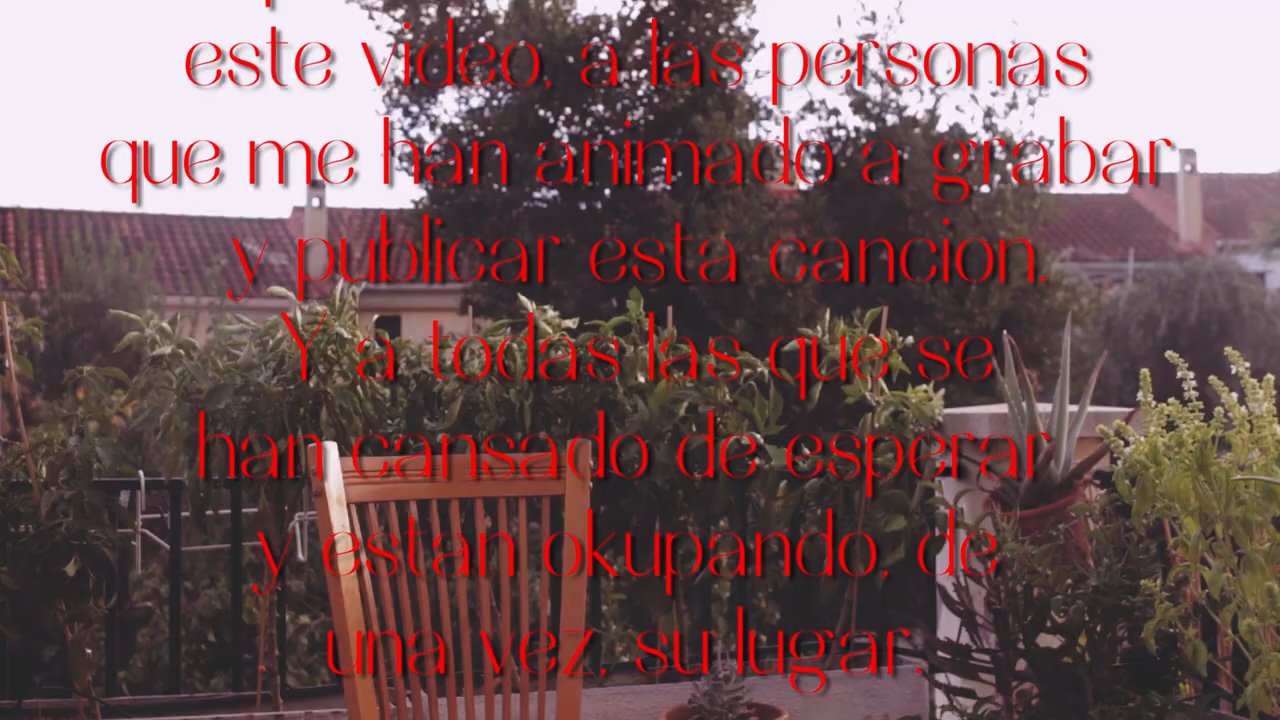 este video, a las personas
que me han animado a grabar
y publicar esta cancion.
Y a todas las que se
han cansado de esperar
y estan okupando, de
una vez, su lugar.